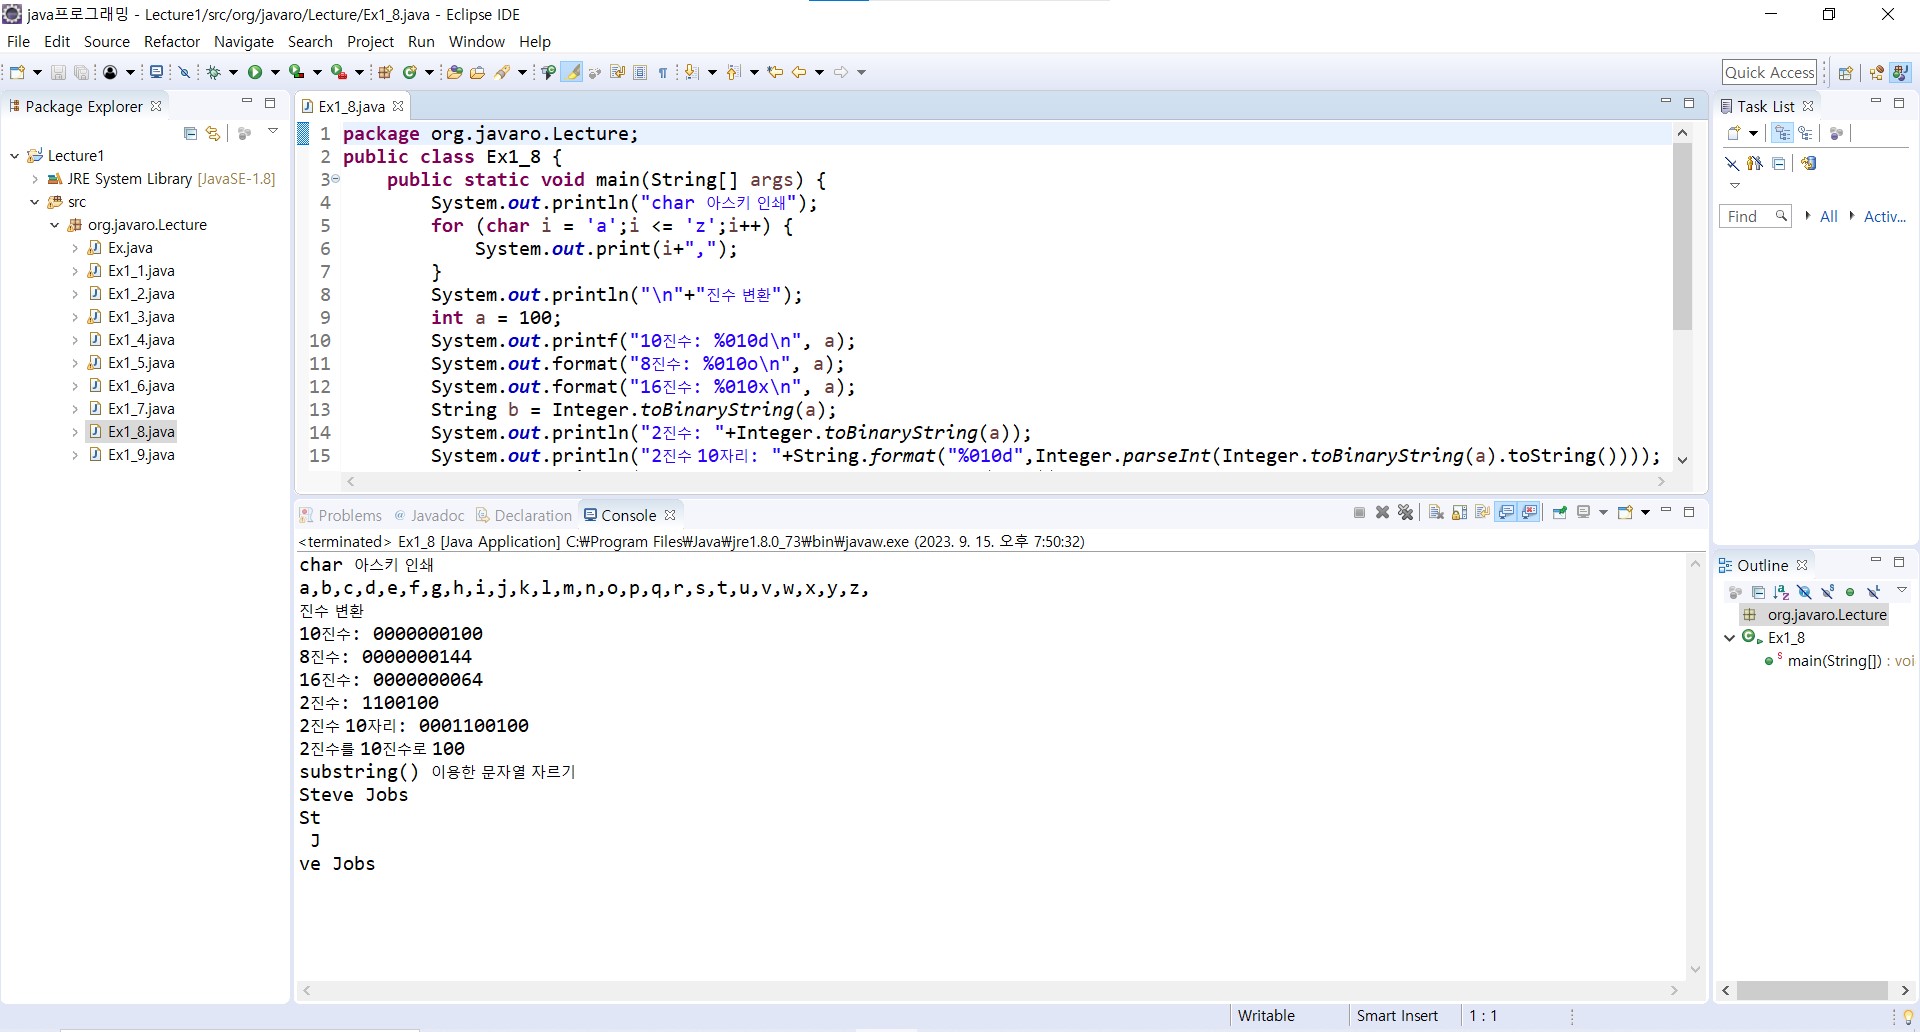 java프로그래밍 - Lecture1/src/org/javaro/Lecture/Ex1_8.java - Eclipse IDE
File Edit Source Refactor Navigate Search Project Run Window Help
Quick Access
Package Explorer
Lecture1
JRE System Library [JavaSE-1.8]
src
org.javaro.Lecture
Ex.java
Ex1_1.java
Ex1_2.java
Ex1_3.java
Ex1_4.java
Ex1_5.java
Ex1_6.java
Ex1_7.java
Ex1_8.java
Ex1_9.java
Ex1_8.java
1 package org.javaro.Lecture;
2 public class Ex1_8 {
3 public static void main(String[] args) {
4 System.out.println("char 아스키 인쇄");
5 for (char i = 'a';i <= 'z';i++) {
6 System.out.print(i+",");
7 }
8 System.out.println("\n"+"진수 변환");
9 int a = 100;
10 System.out.printf("10진수: %010d\n", a);
11 System.out.format("8진수: %010o\n", a);
12 System.out.format("16진수: %010x\n", a);
13 String b = Integer.toBinaryString(a);
14 System.out.println("2진수: "+Integer.toBinaryString(a));
15 System.out.println("2진수 10자리: "+String.format("%010d",Integer.parseInt(Integer.toBinaryString(a).toString())));
Problems @ Javadoc Declaration Console
<terminated> Ex1_8 [Java Application] C:₩Program Files₩Java₩jre1.8.0_73₩bin₩javaw.exe (2023. 9. 15. 오후 7:50:32)
char 아스키 인쇄
a,b,c,d,e,f,g,h,i,j,k,l,m,n,o,p,q,r,s,t,u,v,w,x,y,z,
진수 변환
10진수: 0000000100
8진수: 0000000144
16진수: 0000000064
2진수: 1100100
2진수 10자리: 0001100100
2진수를 10진수로 100
substring() 이용한 문자열 자르기
Steve Jobs
St
J
ve Jobs
Task List
Find All Activ...
Outline
org.javaro.Lecture
Ex1_8
main(String[]) : voi
Writable Smart Insert 1 : 1